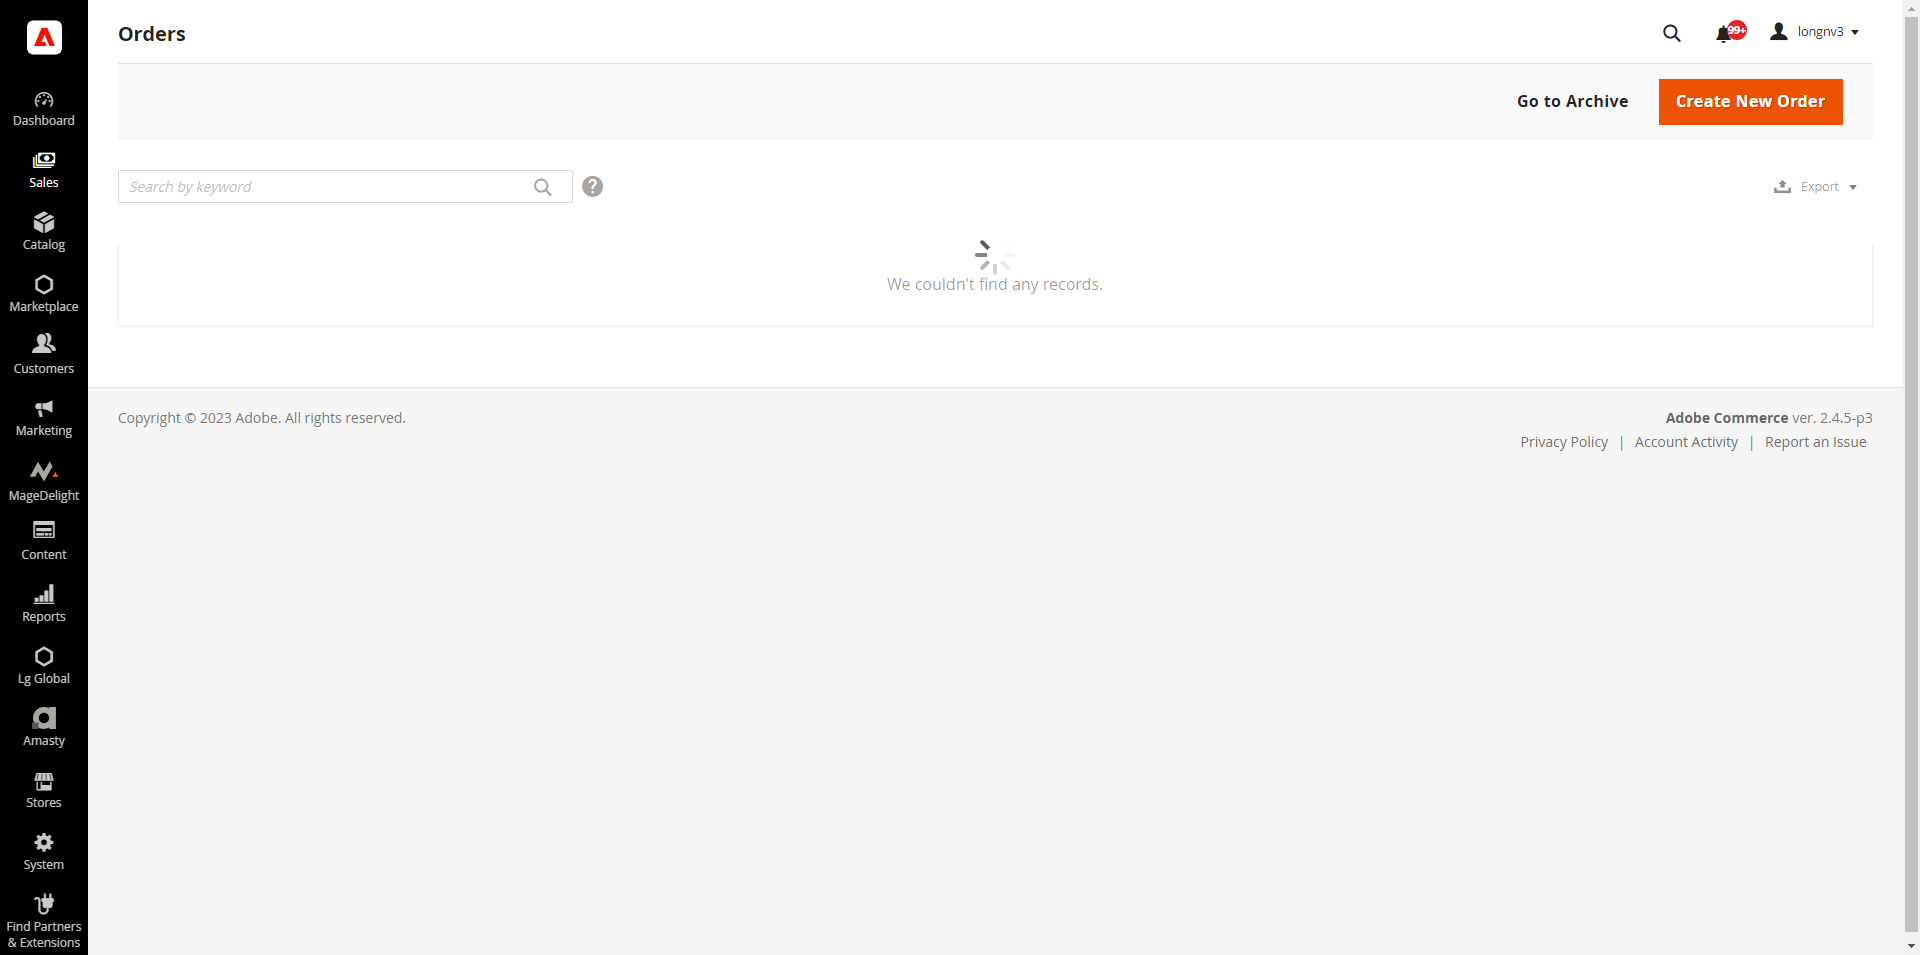 Orders
99+
longnv3
Go to Archive
Create New Order
Search by keyword
?
Export
We couldn't find any records.
Dashboard
Sales
Catalog
Marketplace
Customers
Marketing
MageDelight
Content
Reports
Lg Global
Amasty
Stores
System
Find Partners
& Extensions
Copyright © 2023 Adobe. All rights reserved.
Adobe Commerce ver. 2.4.5-p3
Privacy Policy | Account Activity | Report an Issue